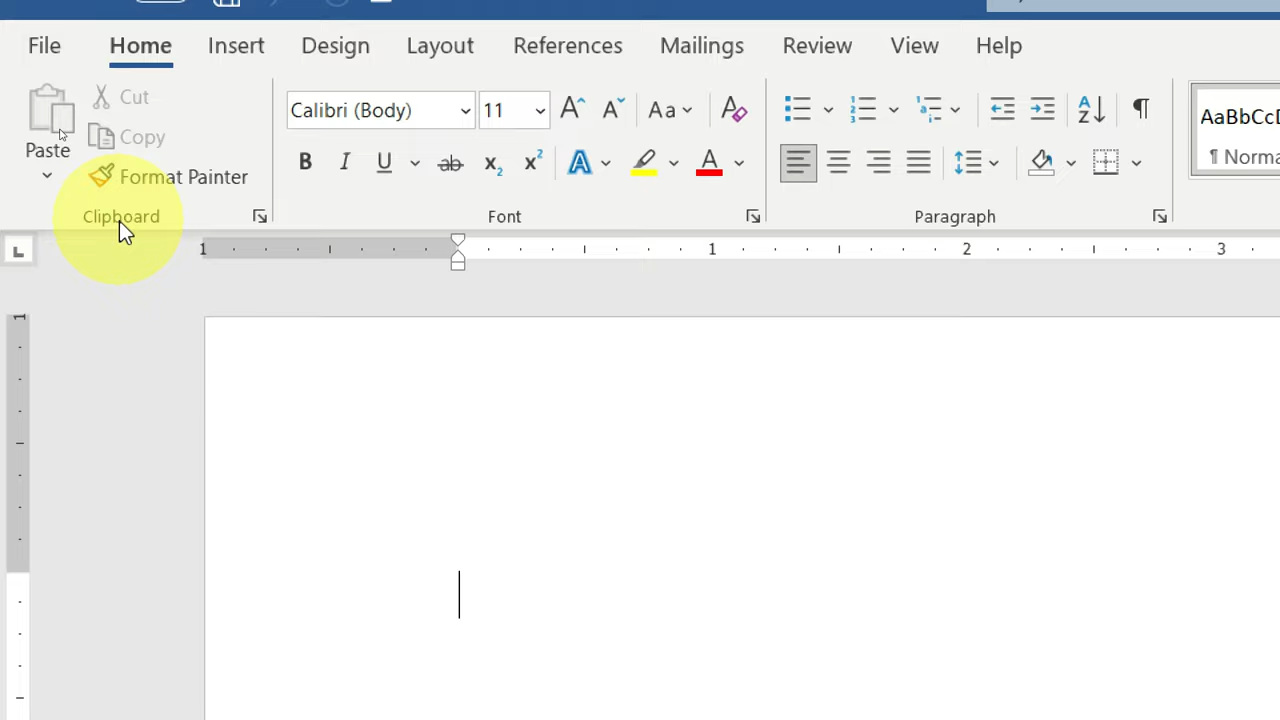 File Home Insert Design Layout References Mailings Review View Help
Cut
Copy
Paste
Format Painter
Clipboard
Calibri (Body) 11 Aa
B I U ab x₂ x² A A
Font
Paragraph
AaBbCcD
¶ Norma
1 1 2 3
1